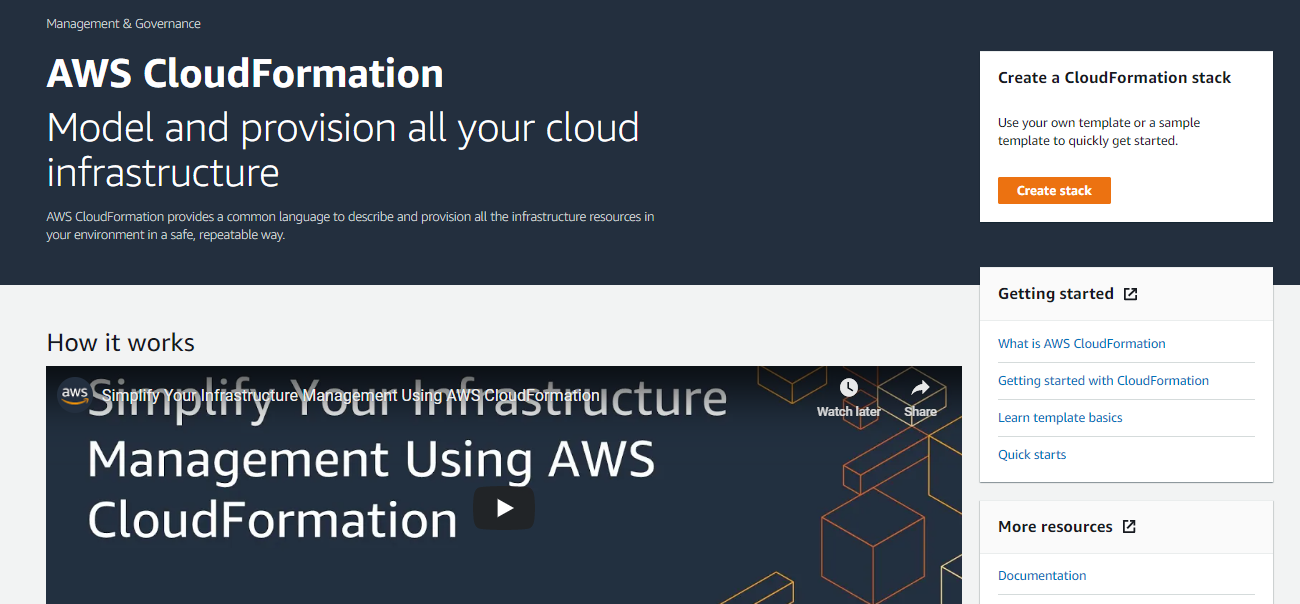 Management & Governance
AWS CloudFormation
Model and provision all your cloud
infrastructure
AWS CloudFormation provides a common language to describe and provision all the infrastructure resources in
your environment in a safe, repeatable way.
Create a CloudFormation stack
Use your own template or a sample
template to quickly get started.
Create stack
Getting started
What is AWS CloudFormation
Getting started with CloudFormation
Learn template basics
Quick starts
More resources
Documentation
How it works
aws
Simplify Your Infrastructure Management Using AWS CloudFormation
Watch later
Share
Simplify Your Infrastructure
Management Using AWS
CloudFormation